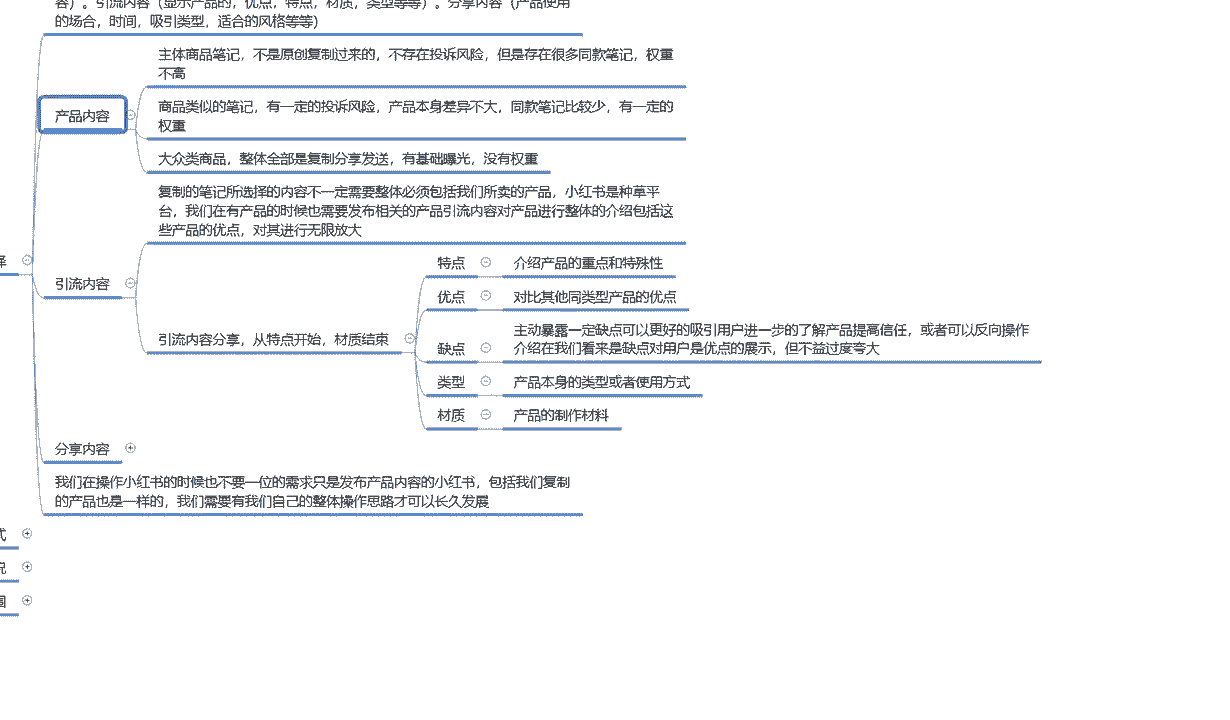 容）。引流内容（显示产品的，优点，特点，材质，类型等等）。分享内容（产品使用
的场合，时间，吸引类型，适合的风格等等）
产品内容
主体商品笔记，不是原创复制过来的，不存在投诉风险，但是存在很多同款笔记，权重
不高
商品类似的笔记，有一定的投诉风险，产品本身差异不大，同款笔记比较少，有一定的
权重
大众类商品，整体全部是复制分享发送，有基础曝光，没有权重
引流内容
复制的笔记所选择的内容不一定需要整体必须包括我们所卖的产品，小红书是种草平
台，我们在有产品的时候也需要发布相关的产品引流内容对产品进行整体的介绍包括这
些产品的优点，对其进行无限放大
引流内容分享，从特点开始，材质结束
特点
介绍产品的重点和特殊性
优点
对比其他同类型产品的优点
缺点
主动暴露一定缺点可以更好的吸引用户进一步的了解产品提高信任，或者可以反向操作
介绍在我们看来是缺点对用户是优点的展示，但不益过度夸大
类型
产品本身的类型或者使用方式
材质
产品的制作材料
分享内容
我们在操作小红书的时候也不要一位的需求只是发布产品内容的小红书，包括我们复制
的产品也是一样的，我们需要有我们自己的整体操作思路才可以长久发展